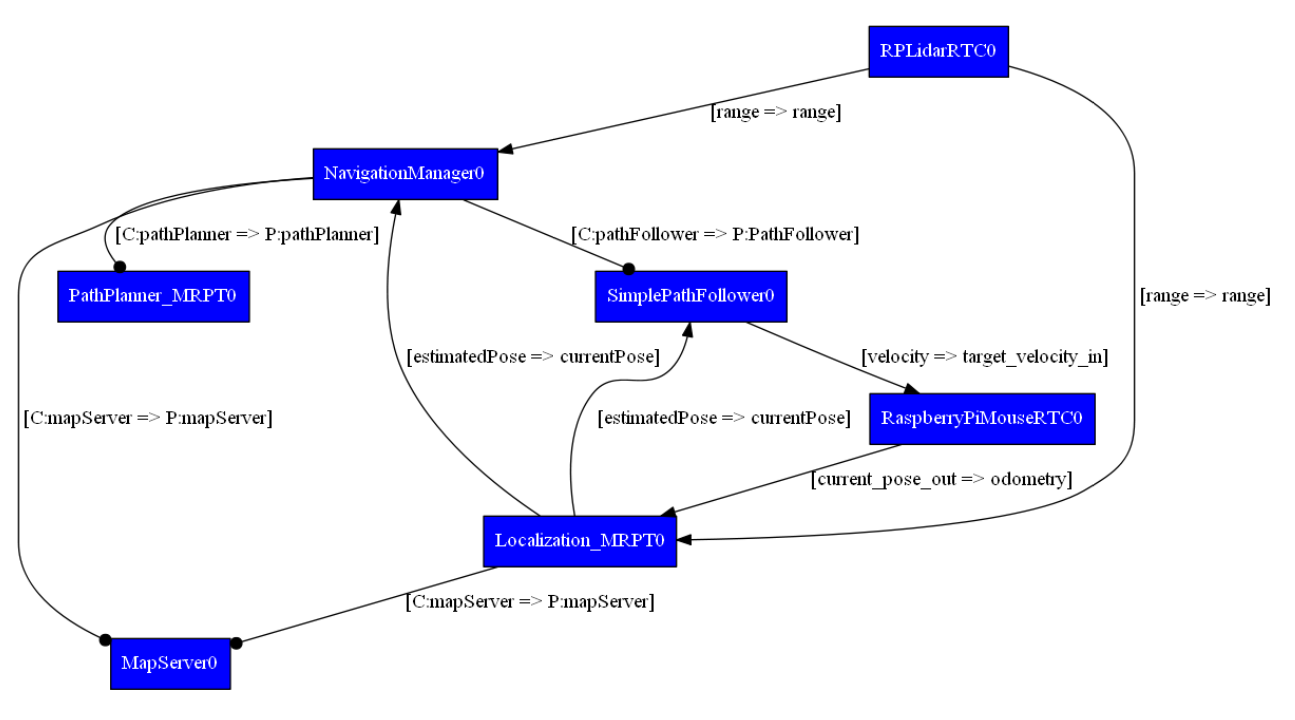 RPLidarRTC0
[range => range]
NavigationManager0
[C:pathPlanner => P:pathPlanner]
[C:pathFollower => P:PathFollower]
PathPlanner_MRPT0
SimplePathFollower0
[range => range]
[estimatedPose => currentPose]
[velocity => target_velocity_in]
[C:mapServer => P:mapServer]
[estimatedPose => currentPose]
RaspberryPiMouseRTC0
[current_pose_out => odometry]
Localization_MRPT0
[C:mapServer => P:mapServer]
MapServer0